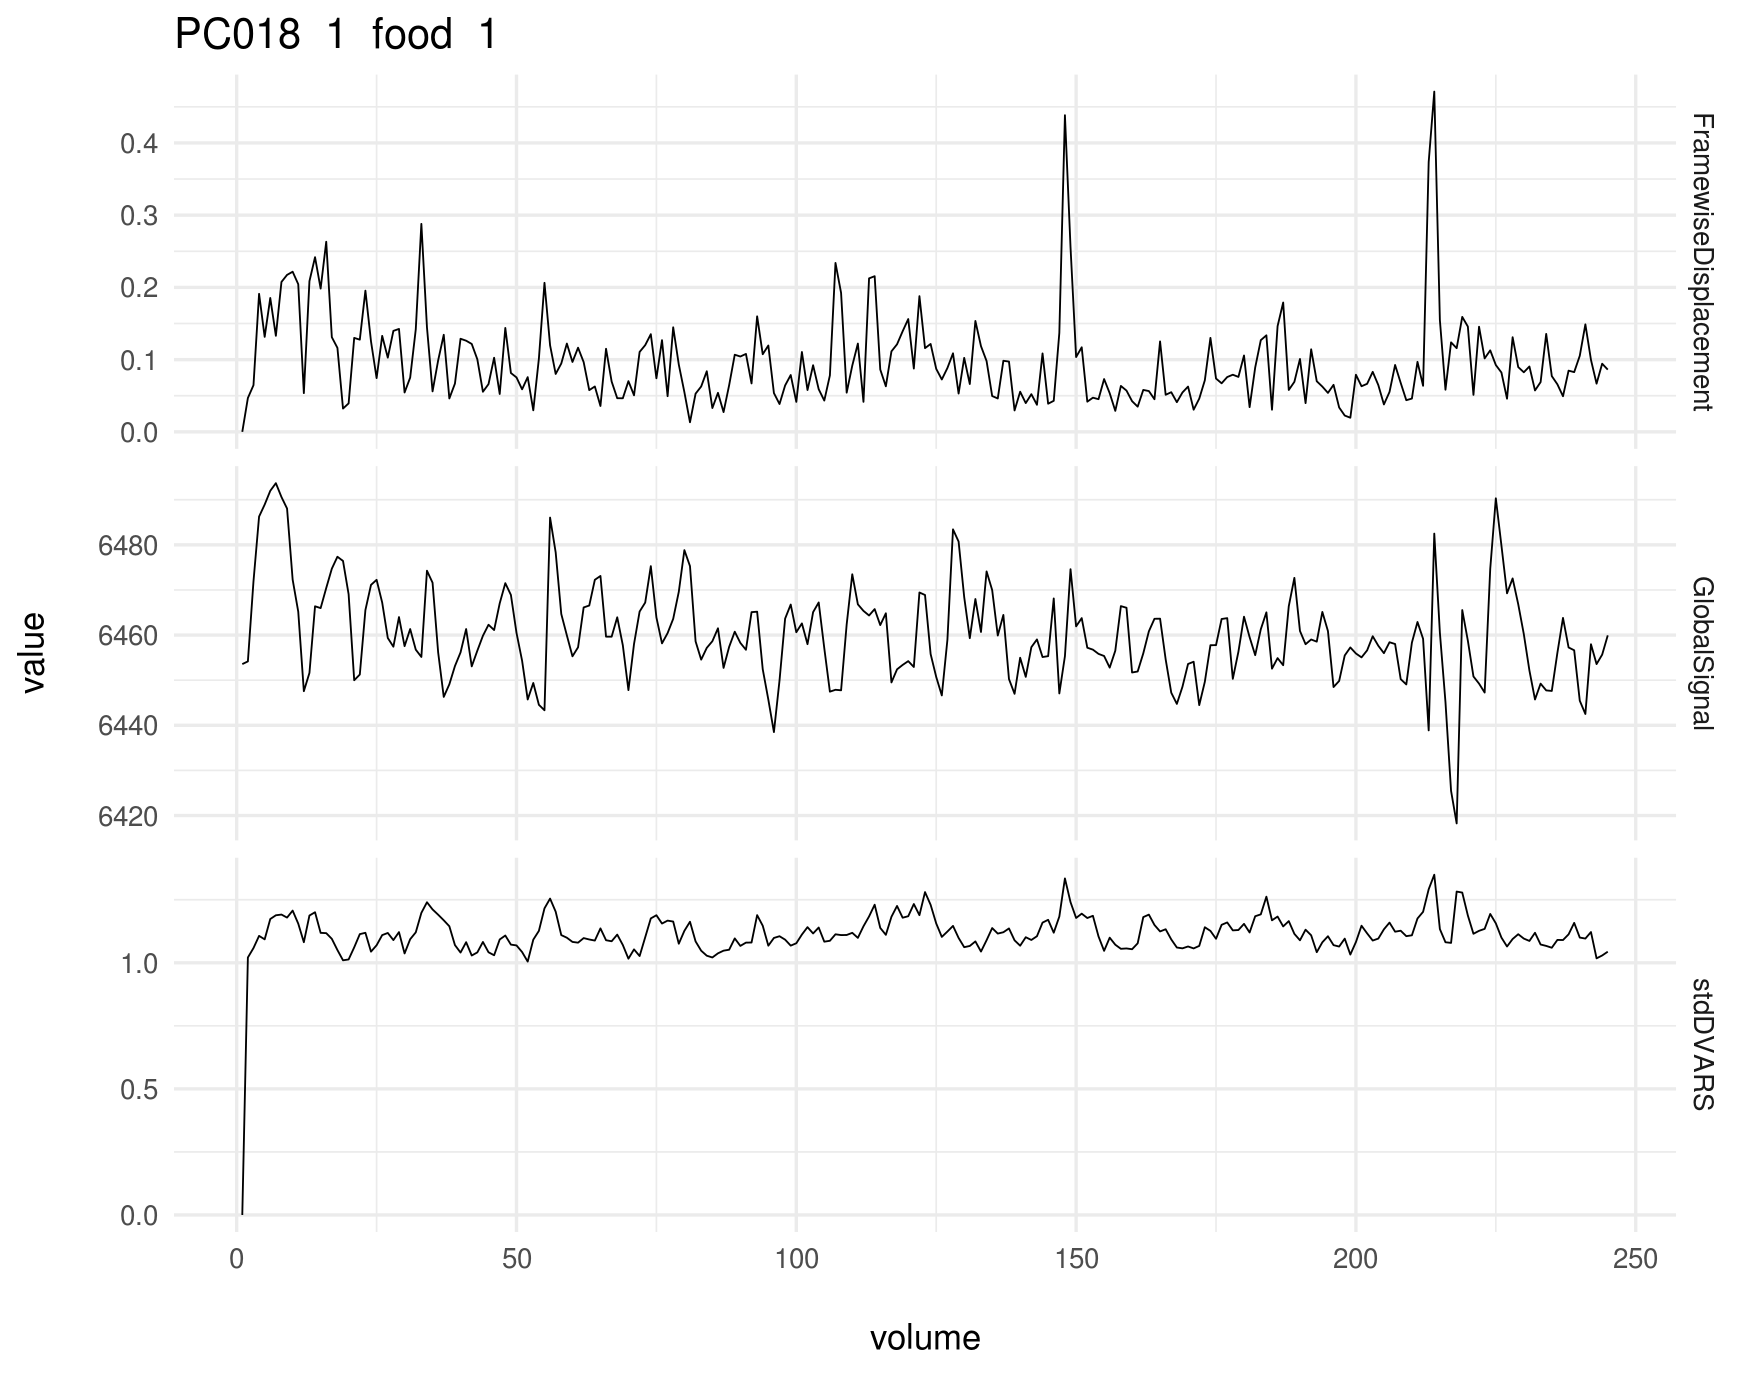 PC018 1 food 1
0.4
0.3
0.2
0.1
0.0
FramewiseDisplacement
6480
6460
6440
6420
GlobalSignal
value
1.0
0.5
0.0
stdDVARS
0 50 100 150 200 250
volume